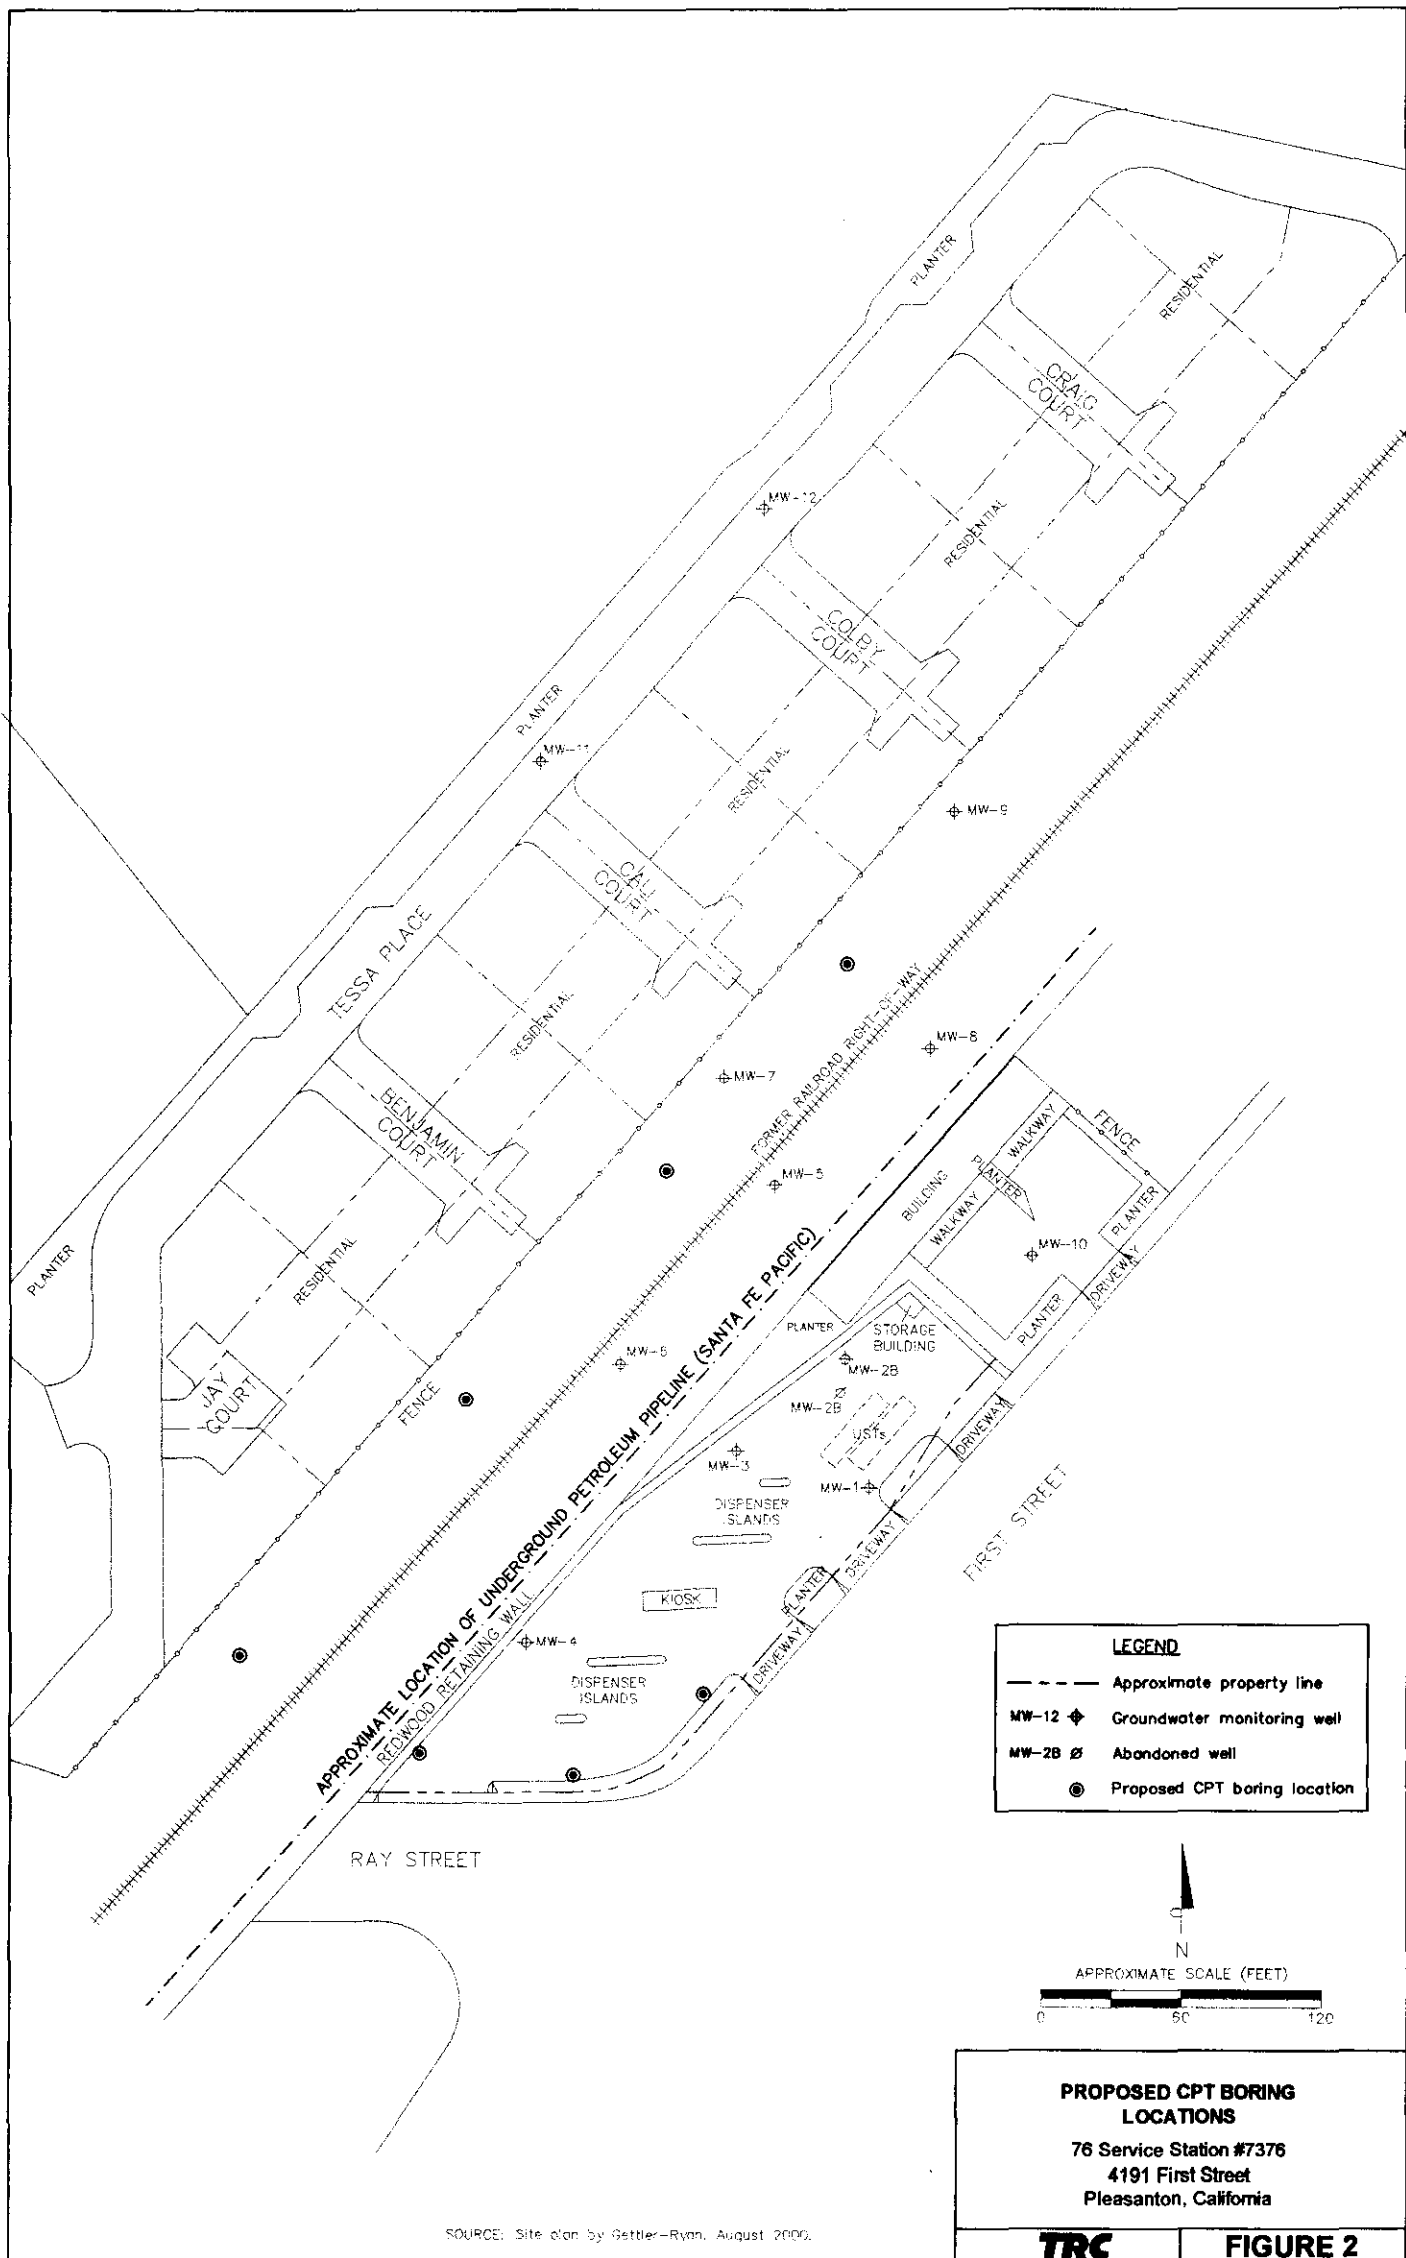 PLANTER
RESIDENTIAL
CRAIG
COURT
MW-12
RESIDENTIAL
COLBY
COURT
PLANTER
MW-11
RESIDENTIAL
MW-9
CALI
COURT
TESSA PLACE
RESIDENTIAL
FORMER RAILROAD RIGHT-OF-WAY
MW-8
MW-7
BENJAMIN
COURT
WALKWAY
FENCE
PLANTER
MW-5
BUILDING
WALKWAY
PLANTER
MW-10
DRIVEWAY
PLANTER
RESIDENTIAL
PLANTER
PLANTER
STORAGE
BUILDING
MW-6
MW-2B
MW-2B
USTs
JAY
COURT
FENCE
DRIVEWAY
MW-3
MW-1
DISPENSER
ISLANDS
FIRST STREET
DRIVEWAY
PLANTER
KIOSK
APPROXIMATE LOCATION OF UNDERGROUND PETROLEUM PIPELINE (SANTA FE PACIFIC)
REDWOOD RETAINING WALL
MW-4
DRIVEWAY
DISPENSER
ISLANDS
RAY STREET
LEGEND
Approximate property line
MW-12 Groundwater monitoring well
MW-2B Abandoned well
Proposed CPT boring location
N
APPROXIMATE SCALE (FEET)
0 60 120
PROPOSED CPT BORING
LOCATIONS
76 Service Station #7376
4191 First Street
Pleasanton, California
SOURCE: Site plan by Gettler-Ryan, August 2000.
TRC FIGURE 2